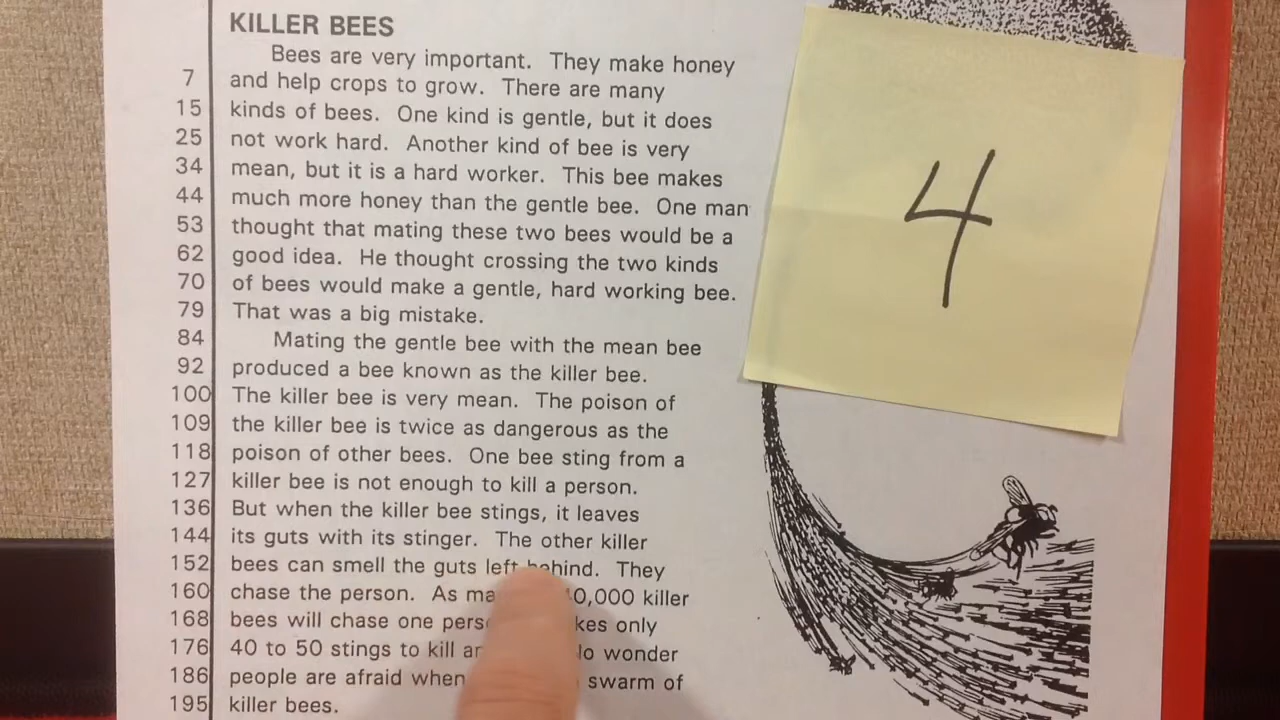 KILLER BEES
Bees are very important. They make honey
7 and help crops to grow. There are many
15 kinds of bees. One kind is gentle, but it does
25 not work hard. Another kind of bee is very
34 mean, but it is a hard worker. This bee makes
44 much more honey than the gentle bee. One man
53 thought that mating these two bees would be a
62 good idea. He thought crossing the two kinds
70 of bees would make a gentle, hard working bee.
79 That was a big mistake.
84 Mating the gentle bee with the mean bee
92 produced a bee known as the killer bee.
100 The killer bee is very mean. The poison of
109 the killer bee is twice as dangerous as the
118 poison of other bees. One bee sting from a
127 killer bee is not enough to kill a person.
136 But when the killer bee stings, it leaves
144 its guts with its stinger. The other killer
152 bees can smell the guts left behind. They
160 chase the person. As killer
168 bees will chase one only
176 40 to 50 stings to kill wonder
186 people are afraid when swarm of
195 killer bees.
4